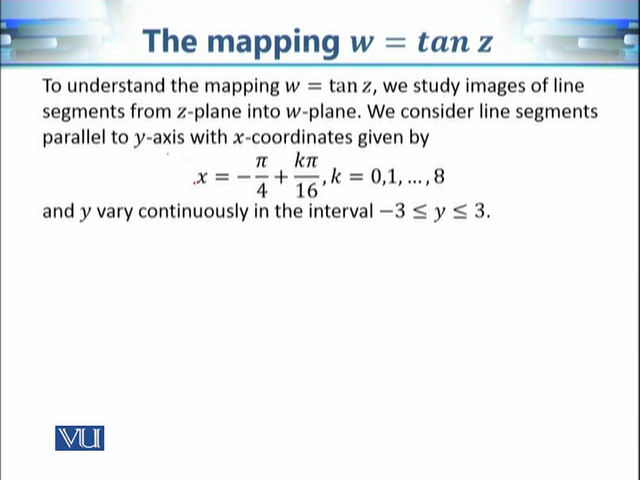 The mapping w = tan z
To understand the mapping w = tan z, we study images of line
segments from z-plane into w-plane. We consider line segments
parallel to y-axis with x-coordinates given by
x = −π/4 + kπ/16, k = 0,1, … , 8
and y vary continuously in the interval −3 ≤ y ≤ 3.
VU